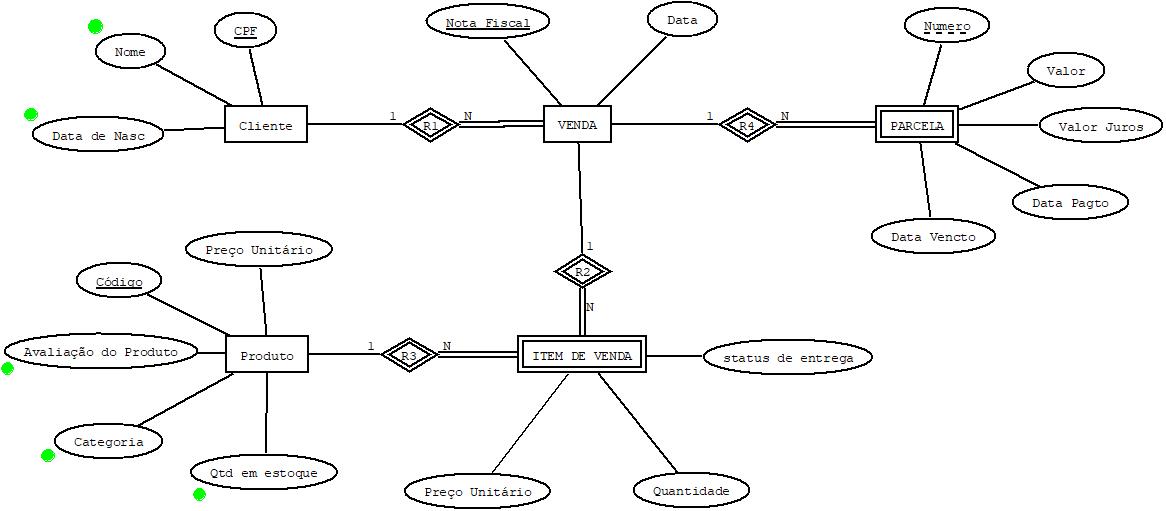 Nota Fiscal
Data
CPF
Numero
Nome
Valor
Data de Nasc
Cliente
1
R1
N
VENDA
1
R4
N
PARCELA
Valor Juros
Data Pagto
Data Vencto
Preço Unitário
1
R2
N
Código
Avaliação do Produto
Produto
1
R3
N
ITEM DE VENDA
status de entrega
Categoria
Qtd em estoque
Preço Unitário
Quantidade